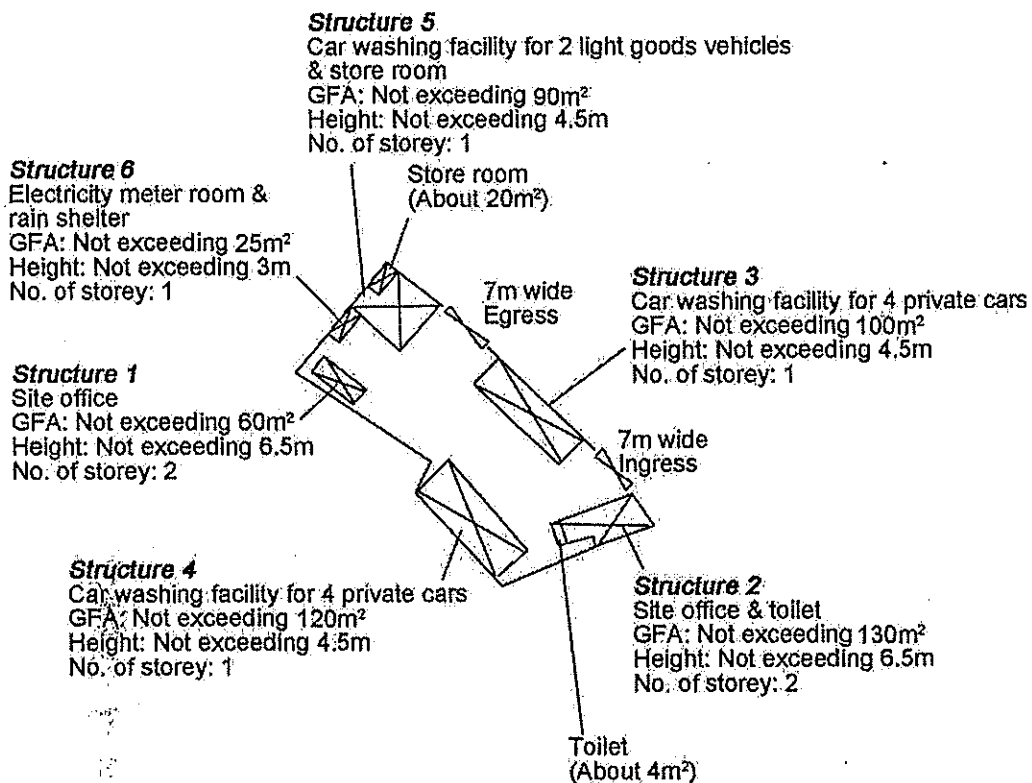 Structure 5
Car washing facility for 2 light goods vehicles
& store room
GFA: Not exceeding 90m²
Height: Not exceeding 4.5m
No. of storey: 1
Structure 6
Electricity meter room &
rain shelter
GFA: Not exceeding 25m²
Height: Not exceeding 3m
No. of storey: 1
Store room
(About 20m²)
7m wide
Egress
Structure 3
Car washing facility for 4 private cars
GFA: Not exceeding 100m²
Height: Not exceeding 4.5m
No. of storey: 1
Structure 1
Site office
GFA: Not exceeding 60m²
Height: Not exceeding 6.5m
No. of storey: 2
7m wide
Ingress
Structure 4
Car washing facility for 4 private cars
GFA: Not exceeding 120m²
Height: Not exceeding 4.5m
No. of storey: 1
Structure 2
Site office & toilet
GFA: Not exceeding 130m²
Height: Not exceeding 6.5m
No. of storey: 2
Toilet
(About 4m²)